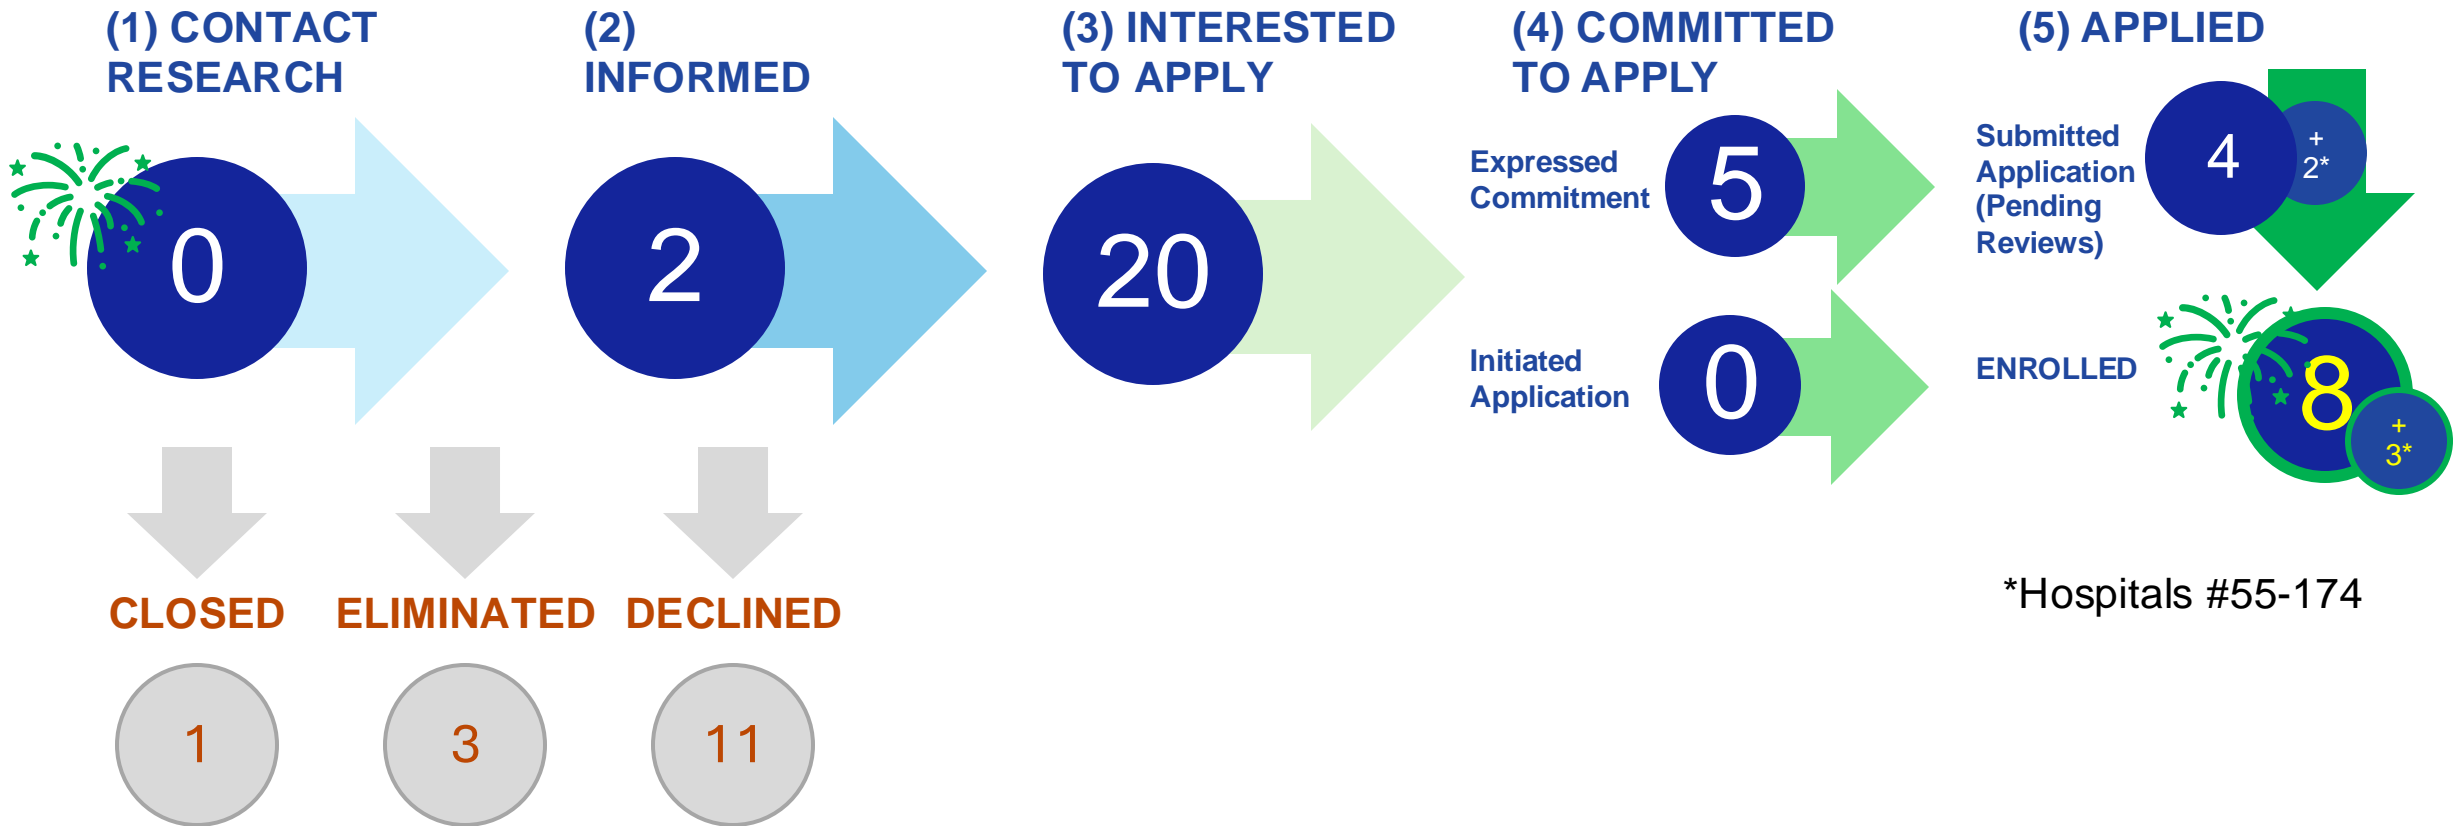 (1) CONTACT
RESEARCH
0
(2)
INFORMED
2
(3) INTERESTED
TO APPLY
20
(4) COMMITTED
TO APPLY
Expressed
Commitment
5
Initiated
Application
0
(5) APPLIED
Submitted
Application
(Pending
Reviews)
4
+
2*
ENROLLED
8
+
3*
*Hospitals #55-174
CLOSED
1
ELIMINATED
3
DECLINED
11